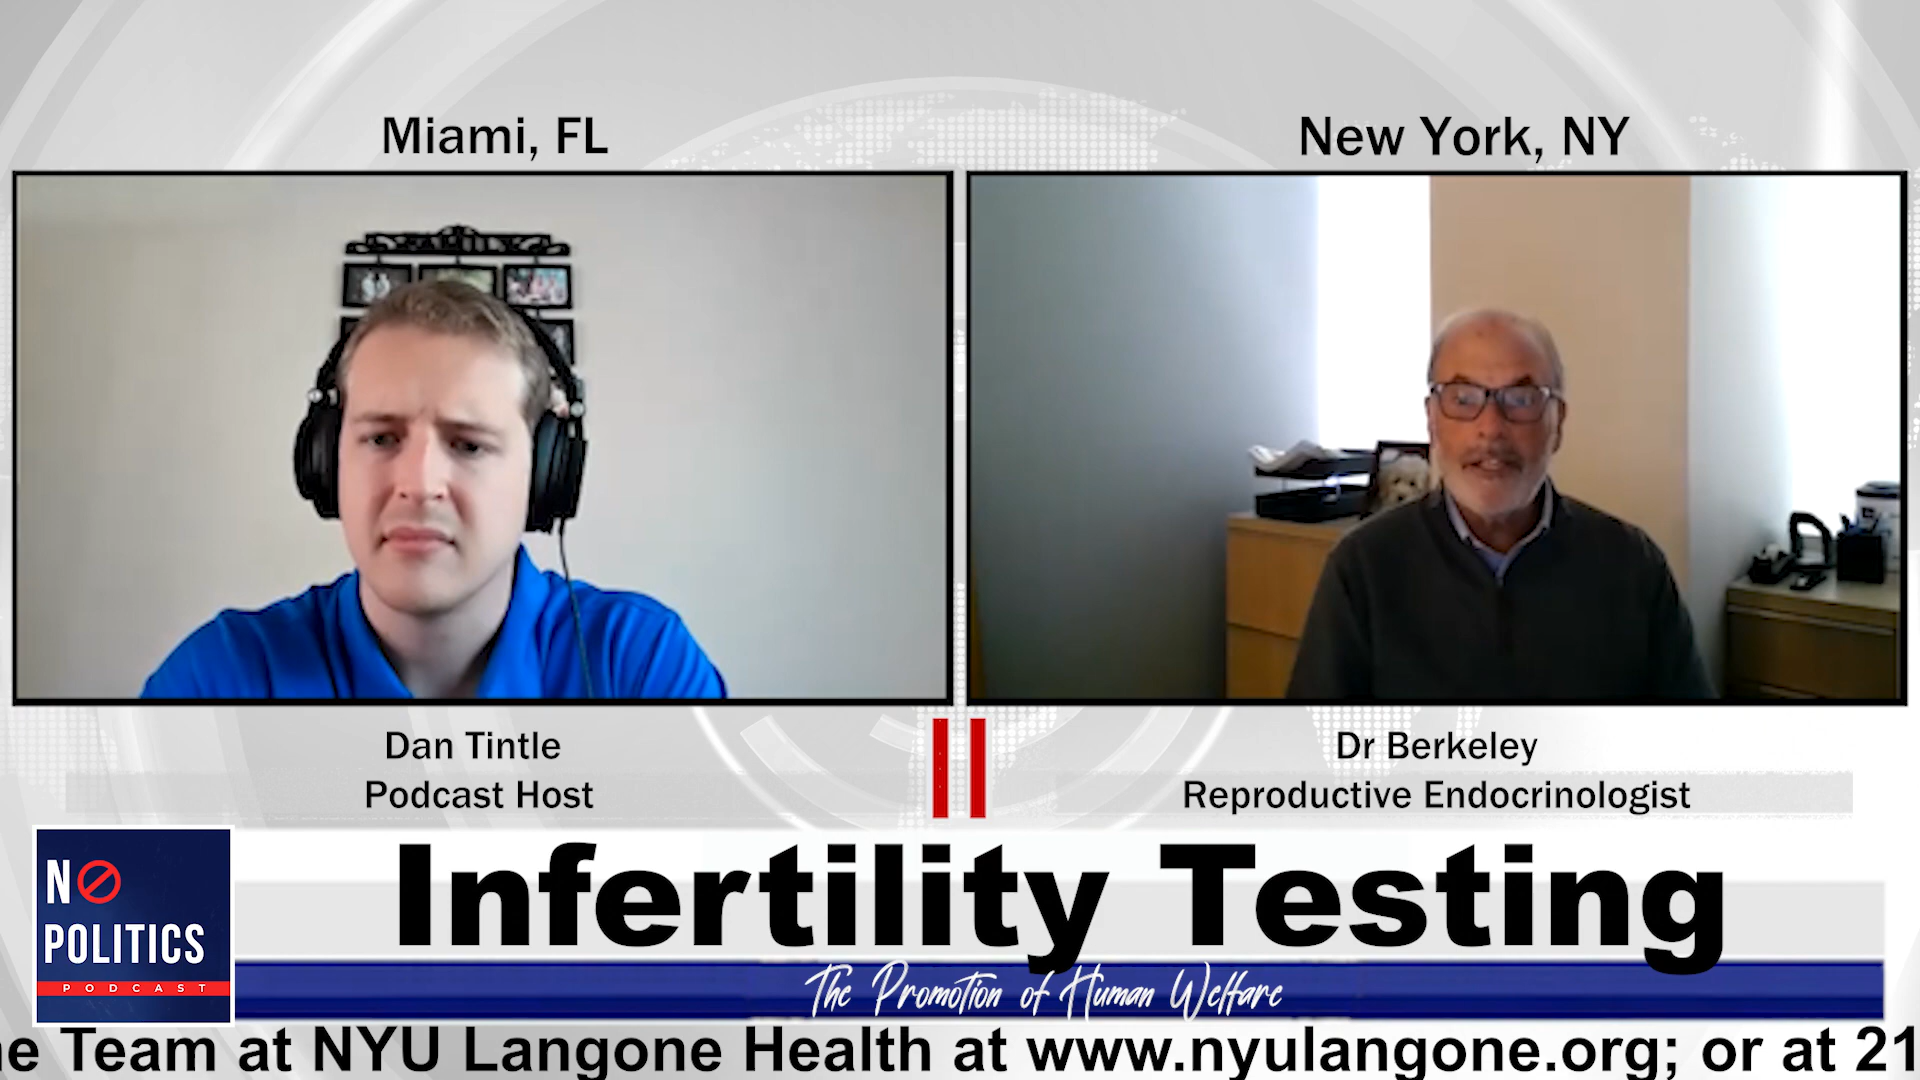 Miami, FL
New York, NY
Dan Tintle
Podcast Host
Dr Berkeley
Reproductive Endocrinologist
NO
POLITICS
PODCAST
Infertility Testing
The Promotion of Human Welfare
e Team at NYU Langone Health at www.nyulangone.org; or at 21